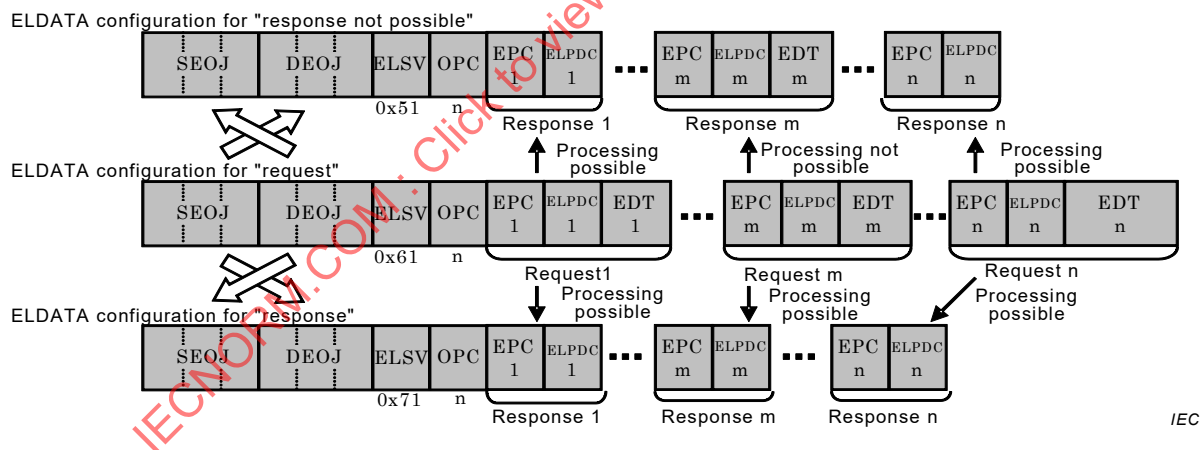 ELDATA configuration for "response not possible"
SEOJ DEOJ ELSV OPC EPC 1 ELPDC 1 EPC m ELPDC m EDT m EPC n ELPDC n
0x51 n
Response 1 Response m Response n
Processing possible Processing not possible Processing possible
ELDATA configuration for "request"
SEOJ DEOJ ELSV OPC EPC 1 ELPDC 1 EDT 1 EPC m ELPDC m EDT m EPC n ELPDC n EDT n
0x61 n
Request1 Request m Request n
Processing possible Processing possible Processing possible
ELDATA configuration for "response"
SEOJ DEOJ ELSV OPC EPC 1 ELPDC 1 EPC m ELPDC m EPC n ELPDC n
0x71 n
Response 1 Response m Response n
IEC
IECNORM.COM : Click to view